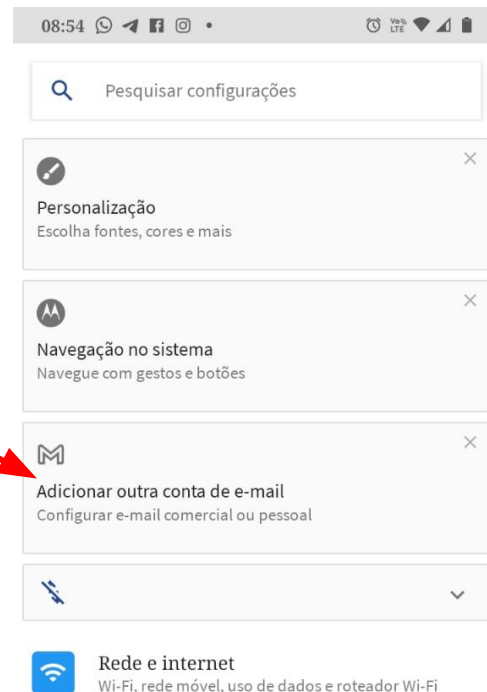 08:54
VoD LTE
Pesquisar configurações
Personalização
Escolha fontes, cores e mais
Navegação no sistema
Navegue com gestos e botões
Adicionar outra conta de e-mail
Configurar e-mail comercial ou pessoal
Rede e internet
Wi-Fi, rede móvel, uso de dados e roteador Wi-Fi